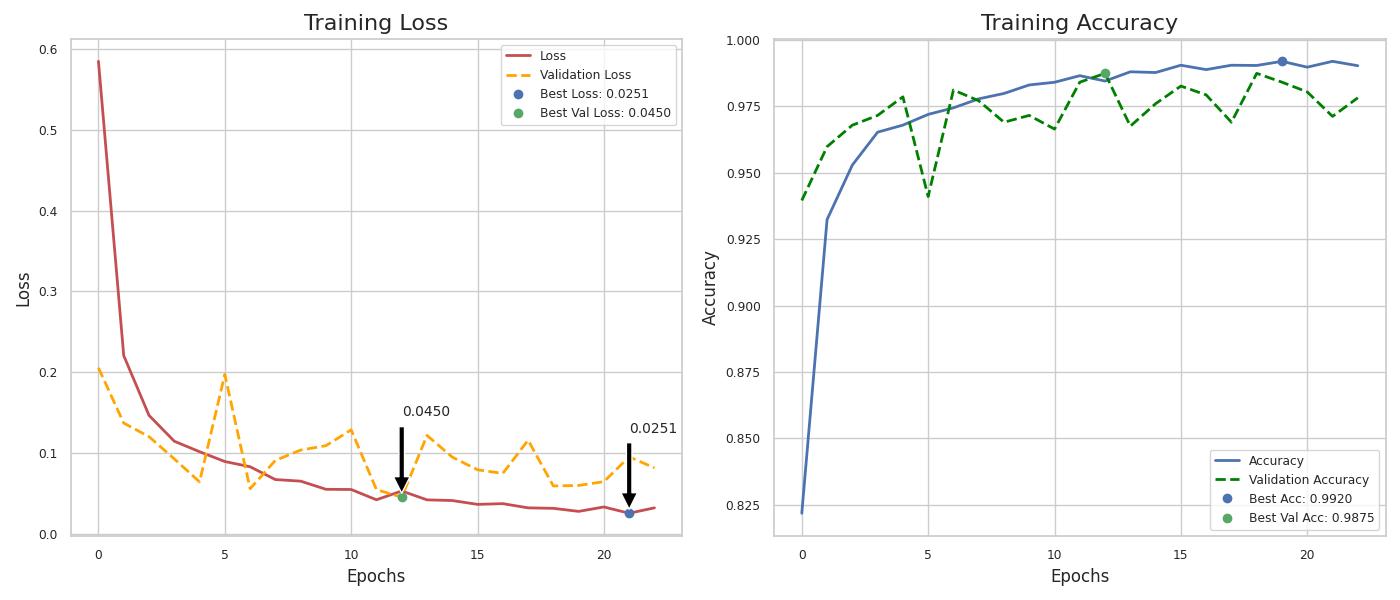 Training Loss
0.6
0.5
0.4
0.3
0.2
0.1
0.0
Loss
Loss
Validation Loss
Best Loss: 0.0251
Best Val Loss: 0.0450
0.0450
0.0251
0
5
10
15
20
Epochs
Training Accuracy
1.000
0.975
0.950
0.925
0.900
0.875
0.850
0.825
Accuracy
Accuracy
Validation Accuracy
Best Acc: 0.9920
Best Val Acc: 0.9875
0
5
10
15
20
Epochs